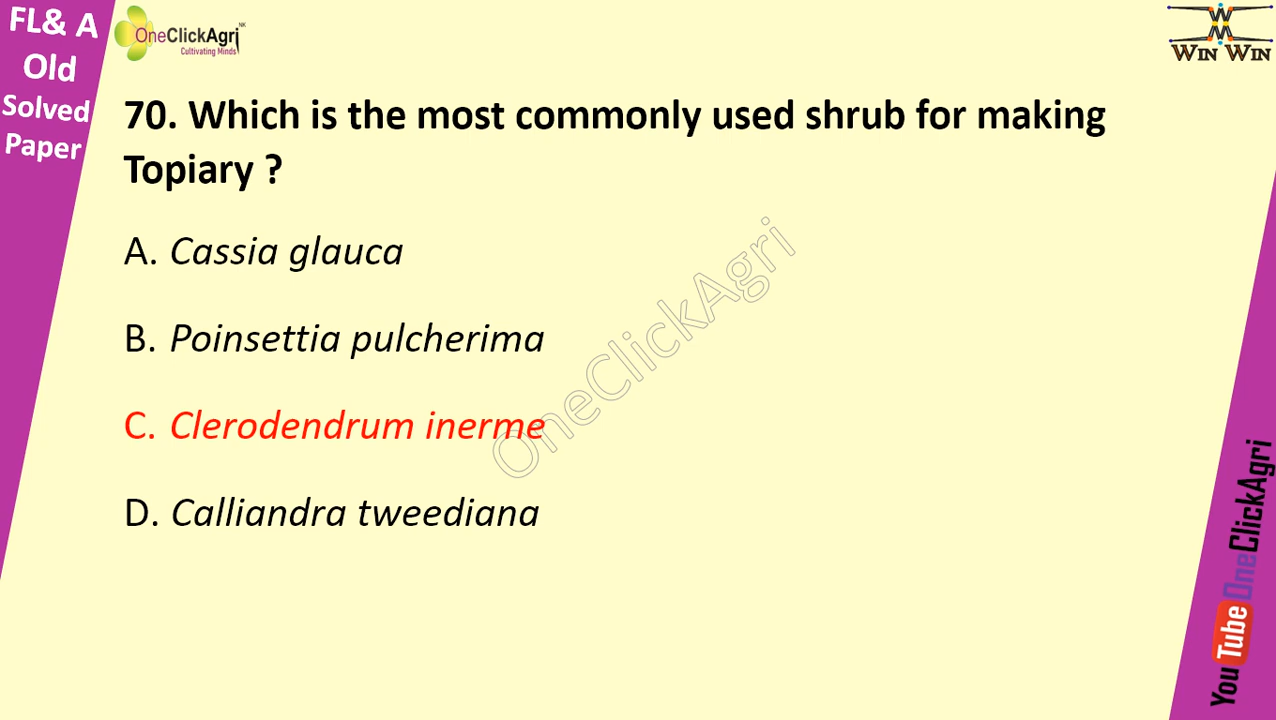 FL& A
Old
Solved
Paper
OneClickAgri NK
Cultivating Minds
WIN WIN
70. Which is the most commonly used shrub for making
Topiary ?
A. Cassia glauca
B. Poinsettia pulcherima
C. Clerodendrum inerme
D. Calliandra tweediana
OneClickAgri
YouTube OneClickAgri